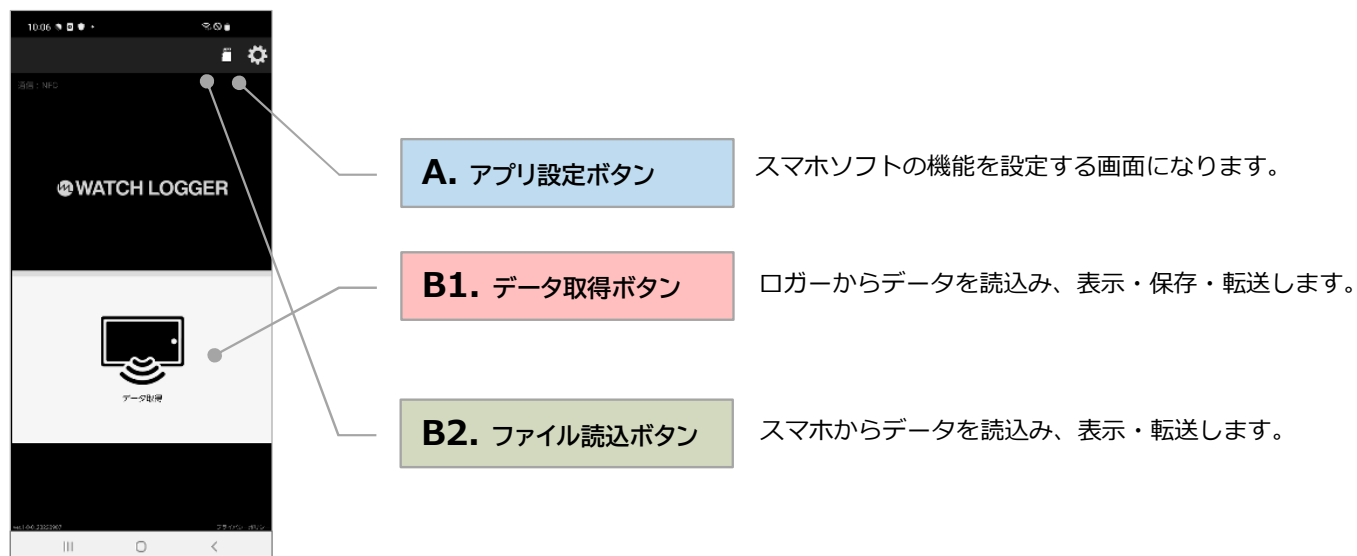 10:06
通信：NFC
WATCH LOGGER
データ取得
A. アプリ設定ボタン
スマホソフトの機能を設定する画面になります。
B1. データ取得ボタン
ロガーからデータを読込み、表示・保存・転送します。
B2. ファイル読込ボタン
スマホからデータを読込み、表示・転送します。